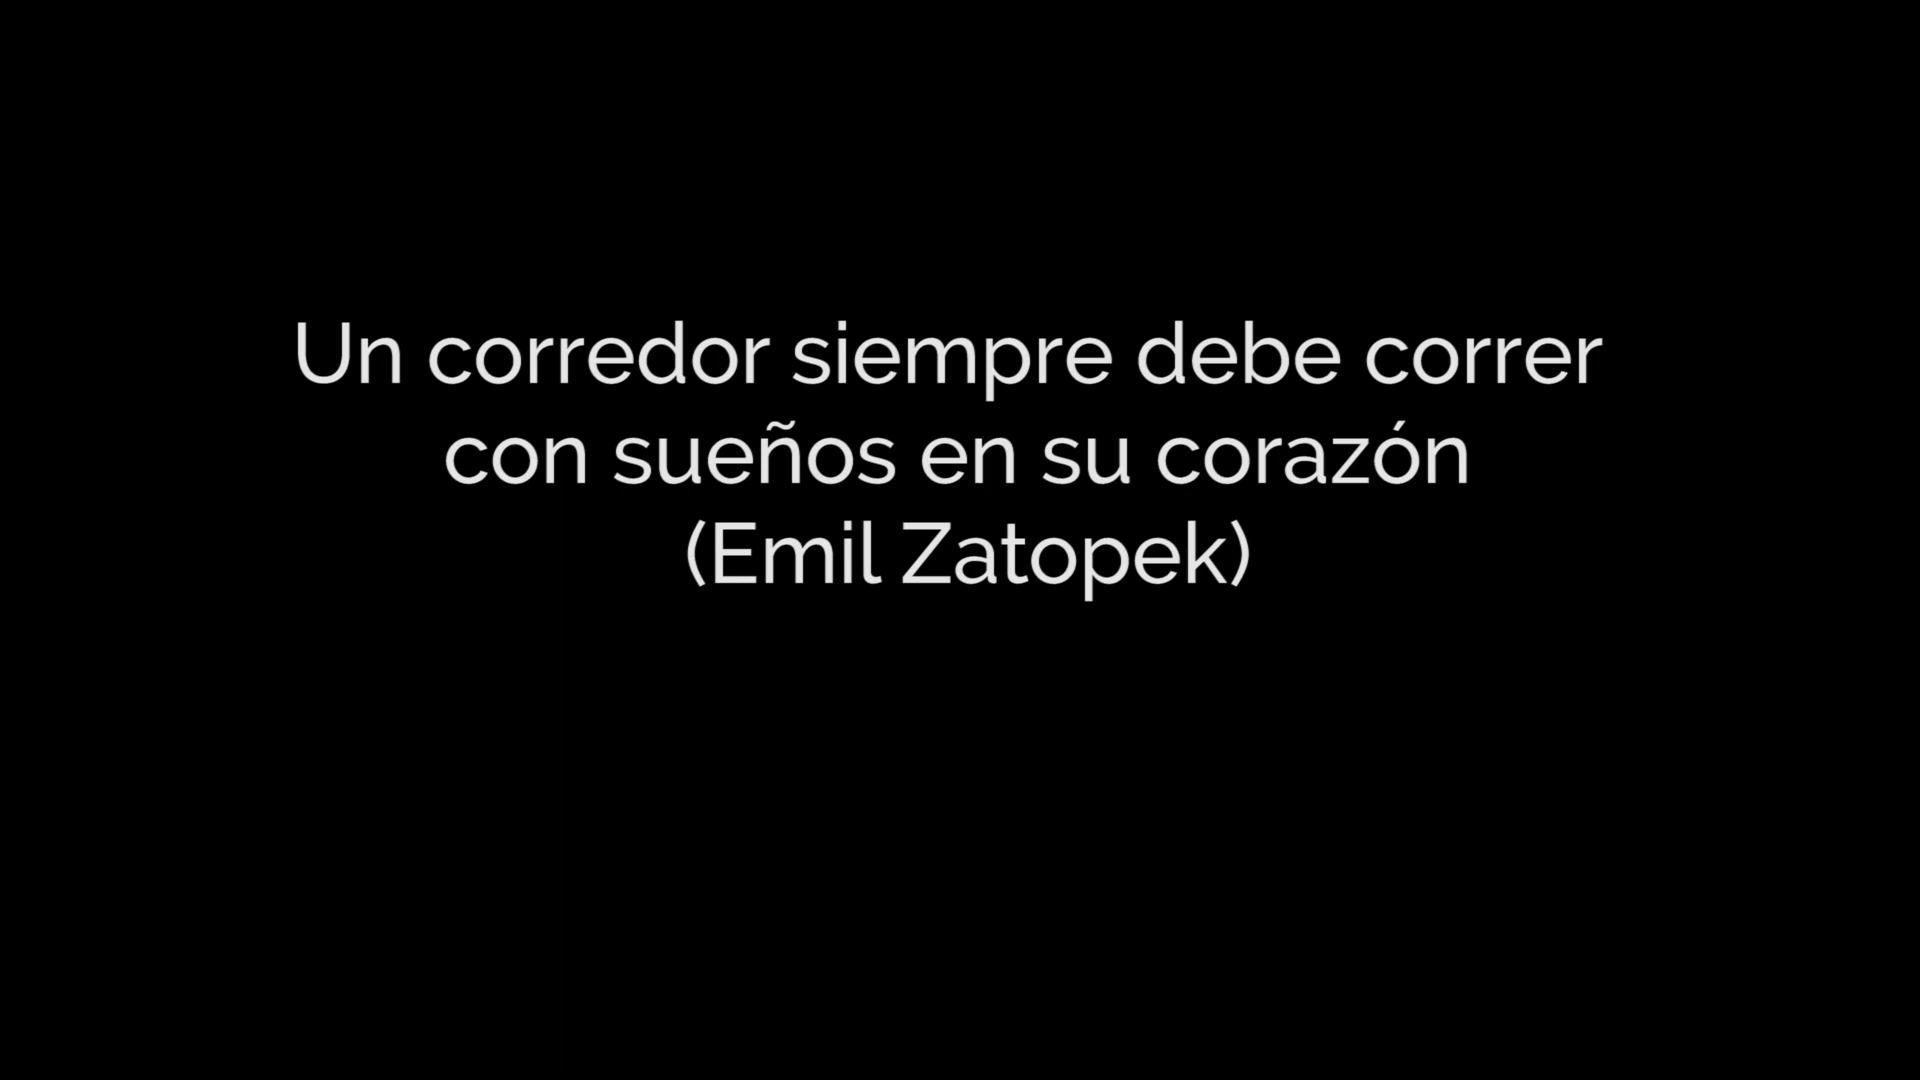 Un corredor siempre debe correr
con sueños en su corazón
(Emil Zatopek)